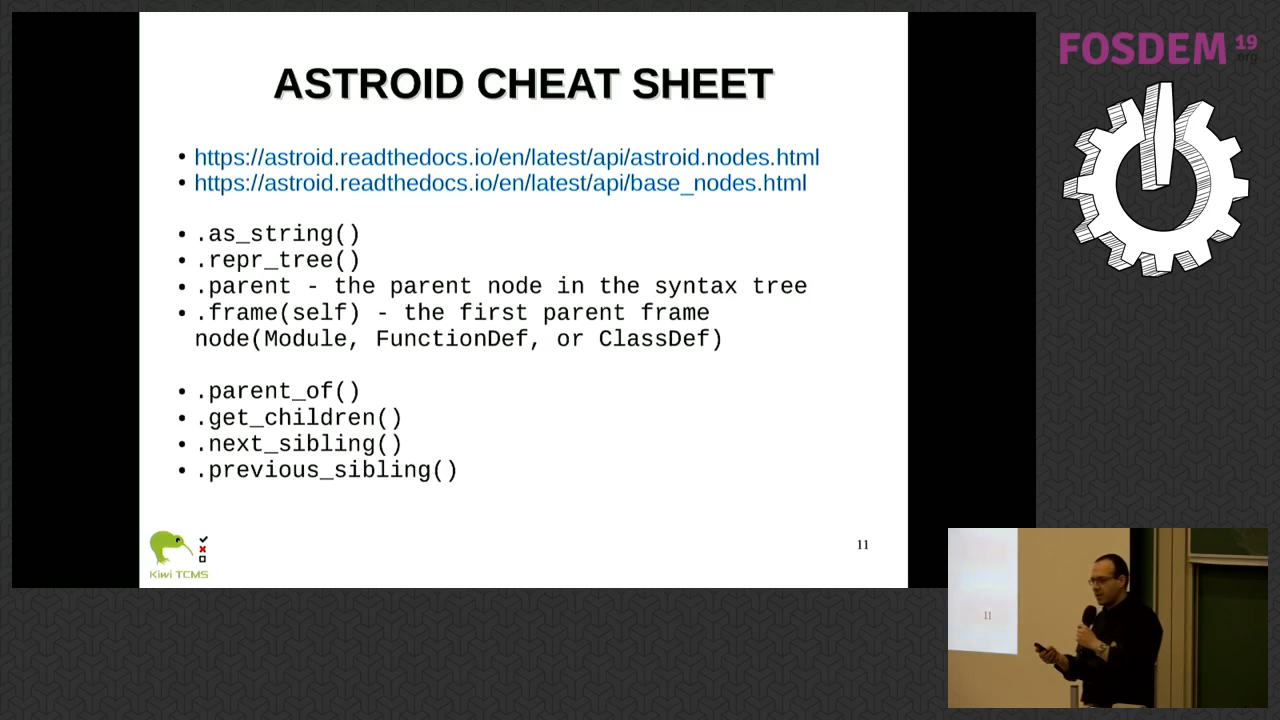 ASTROID CHEAT SHEET
• https://astroid.readthedocs.io/en/latest/api/astroid.nodes.html
• https://astroid.readthedocs.io/en/latest/api/base_nodes.html
• .as_string()
• .repr_tree()
• .parent - the parent node in the syntax tree
• .frame(self) - the first parent frame
node(Module, FunctionDef, or ClassDef)
• .parent_of()
• .get_children()
• .next_sibling()
• .previous_sibling()
Kiwi TCMS
11
FOSDEM 19
.org
11